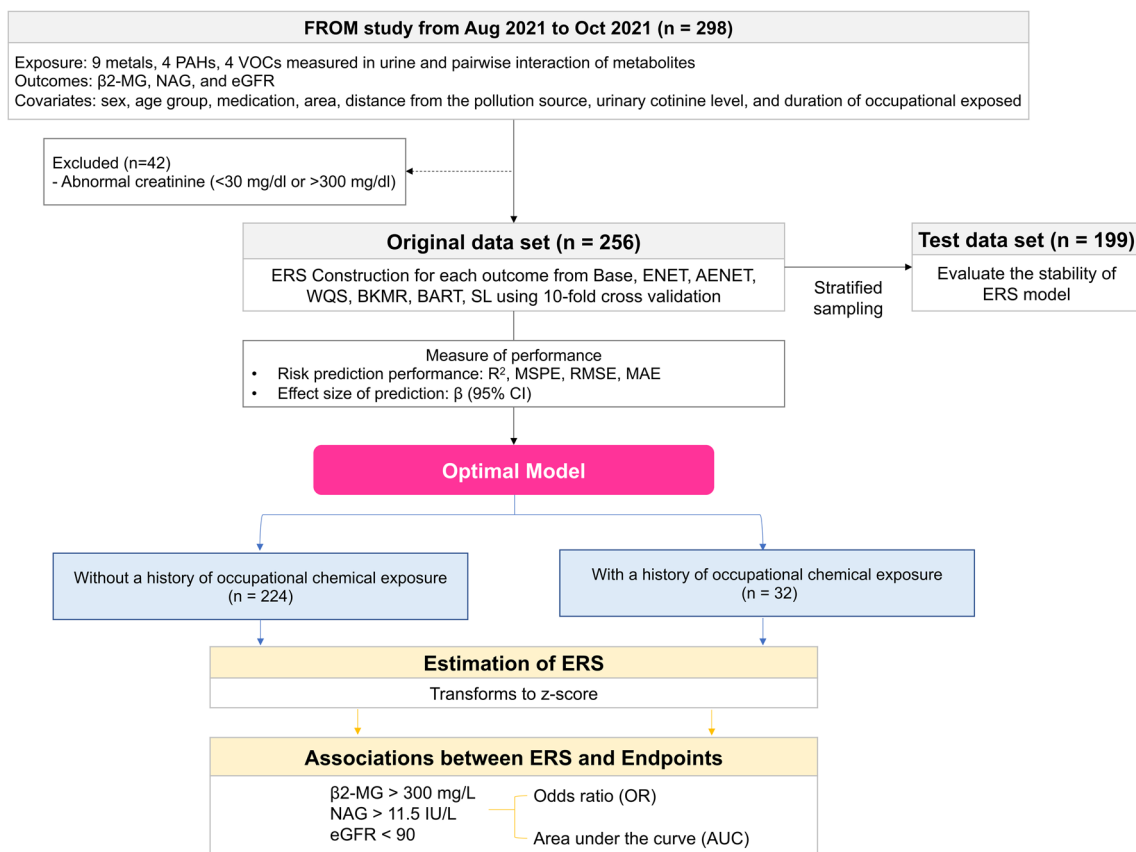 FROM study from Aug 2021 to Oct 2021 (n = 298)
Exposure: 9 metals, 4 PAHs, 4 VOCs measured in urine and pairwise interaction of metabolites
Outcomes: β2-MG, NAG, and eGFR
Covariates: sex, age group, medication, area, distance from the pollution source, urinary cotinine level, and duration of occupational exposed
Excluded (n=42)
- Abnormal creatinine (<30 mg/dl or >300 mg/dl)
Original data set (n = 256)
ERS Construction for each outcome from Base, ENET, AENET,
WQS, BKMR, BART, SL using 10-fold cross validation
Stratified
sampling
Test data set (n = 199)
Evaluate the stability of
ERS model
Measure of performance
• Risk prediction performance: R², MSPE, RMSE, MAE
• Effect size of prediction: β (95% CI)
Optimal Model
Without a history of occupational chemical exposure
(n = 224)
With a history of occupational chemical exposure
(n = 32)
Estimation of ERS
Transforms to z-score
Associations between ERS and Endpoints
β2-MG > 300 mg/L
NAG > 11.5 IU/L
eGFR < 90
Odds ratio (OR)
Area under the curve (AUC)